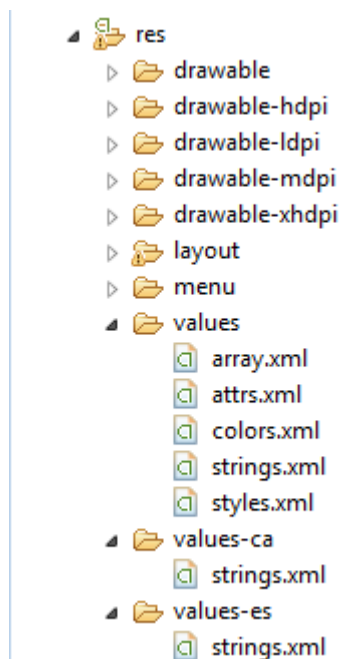 res
drawable
drawable-hdpi
drawable-ldpi
drawable-mdpi
drawable-xhdpi
layout
menu
values
array.xml
attrs.xml
colors.xml
strings.xml
styles.xml
values-ca
strings.xml
values-es
strings.xml